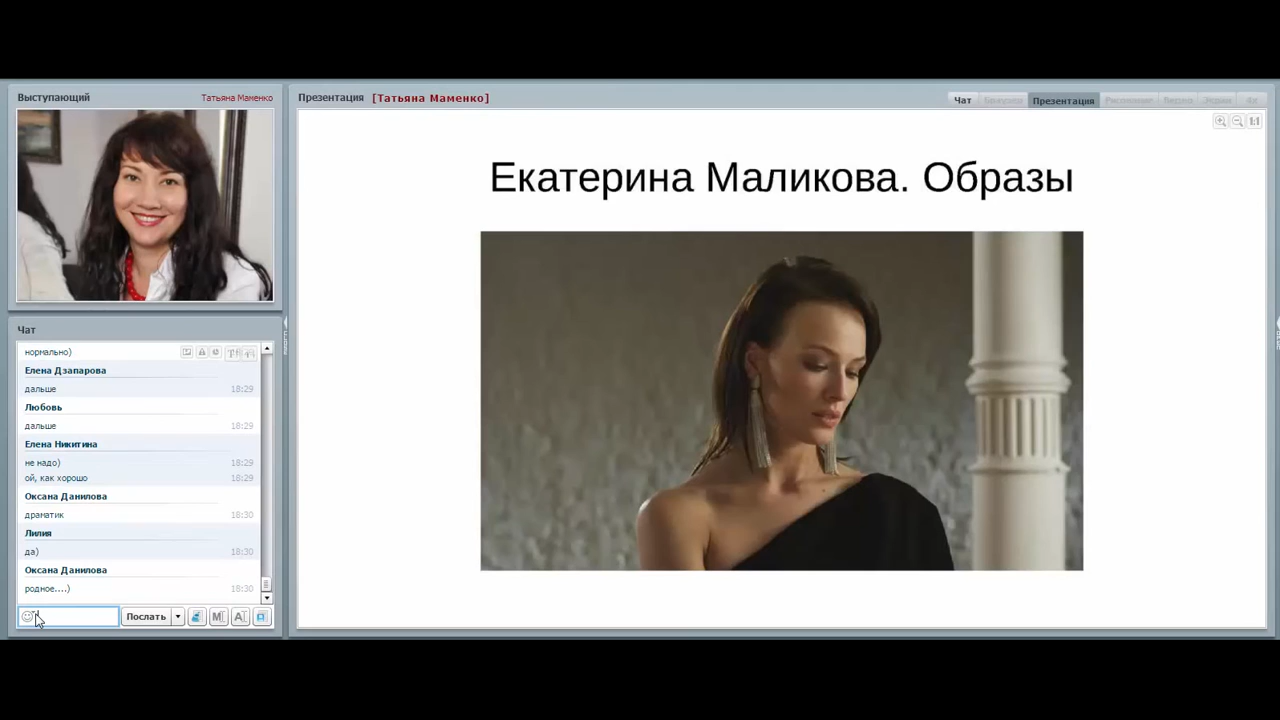 Выступающий
Татьяна Маменко
Презентация [Татьяна Маменко]
Чат
Презентация
1:1
Екатерина Маликова. Образы
Чат
нормально)
Елена Дзапарова
дальше 18:29
Любовь
дальше 18:29
Елена Никитина
не надо) 18:29
ой, как хорошо 18:29
Оксана Данилова
драматик 18:30
Лилия
да) 18:30
Оксана Данилова
родное....) 18:30
Послать